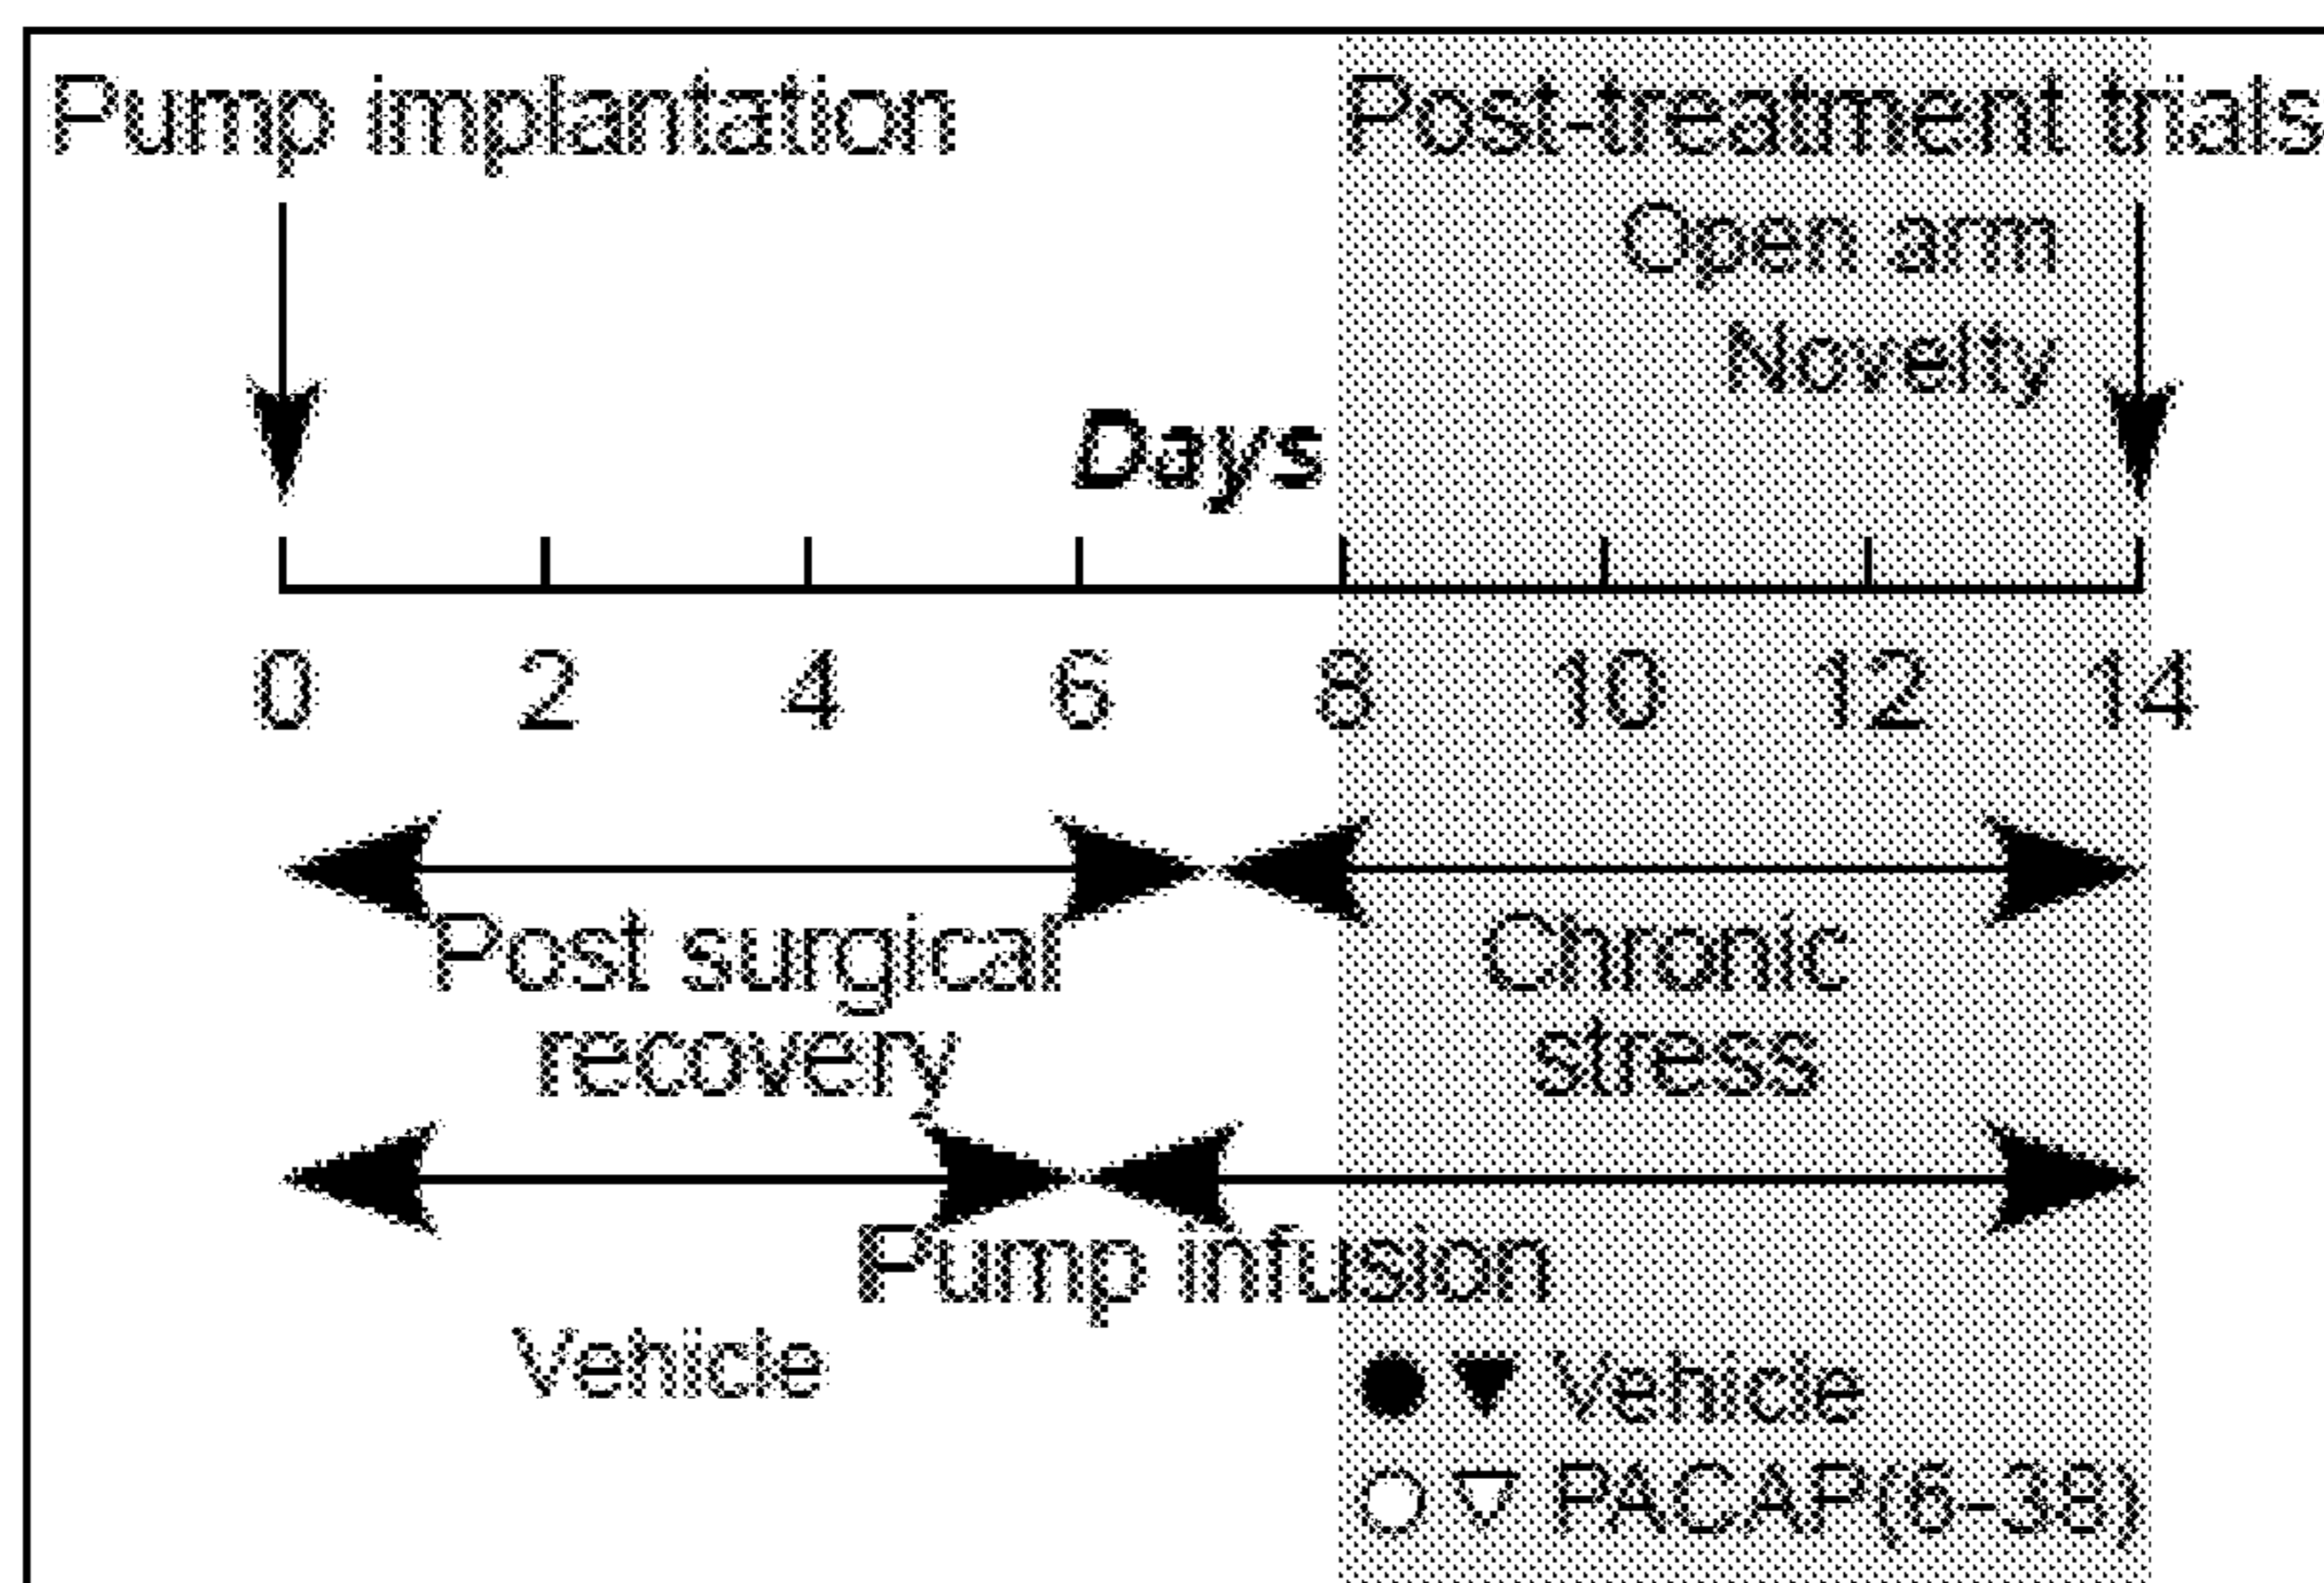 Pump implantation
Post-treatment trials
Open arm
Novelty
Days
0 2 4 6 8 10 12 14
Post surgical
recovery
Chronic
stress
Pump infusion
Vehicle
Vehicle
PACAP(6-38)